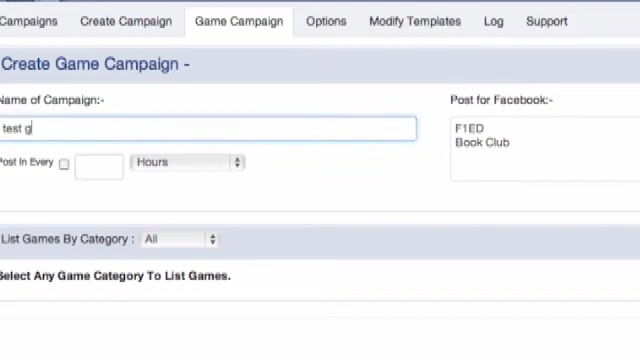 Campaigns Create Campaign Game Campaign Options Modify Templates Log Support
Create Game Campaign -
Name of Campaign:- Post for Facebook:-
test g
F1ED
Book Club
Post In Every Hours
List Games By Category : All
Select Any Game Category To List Games.